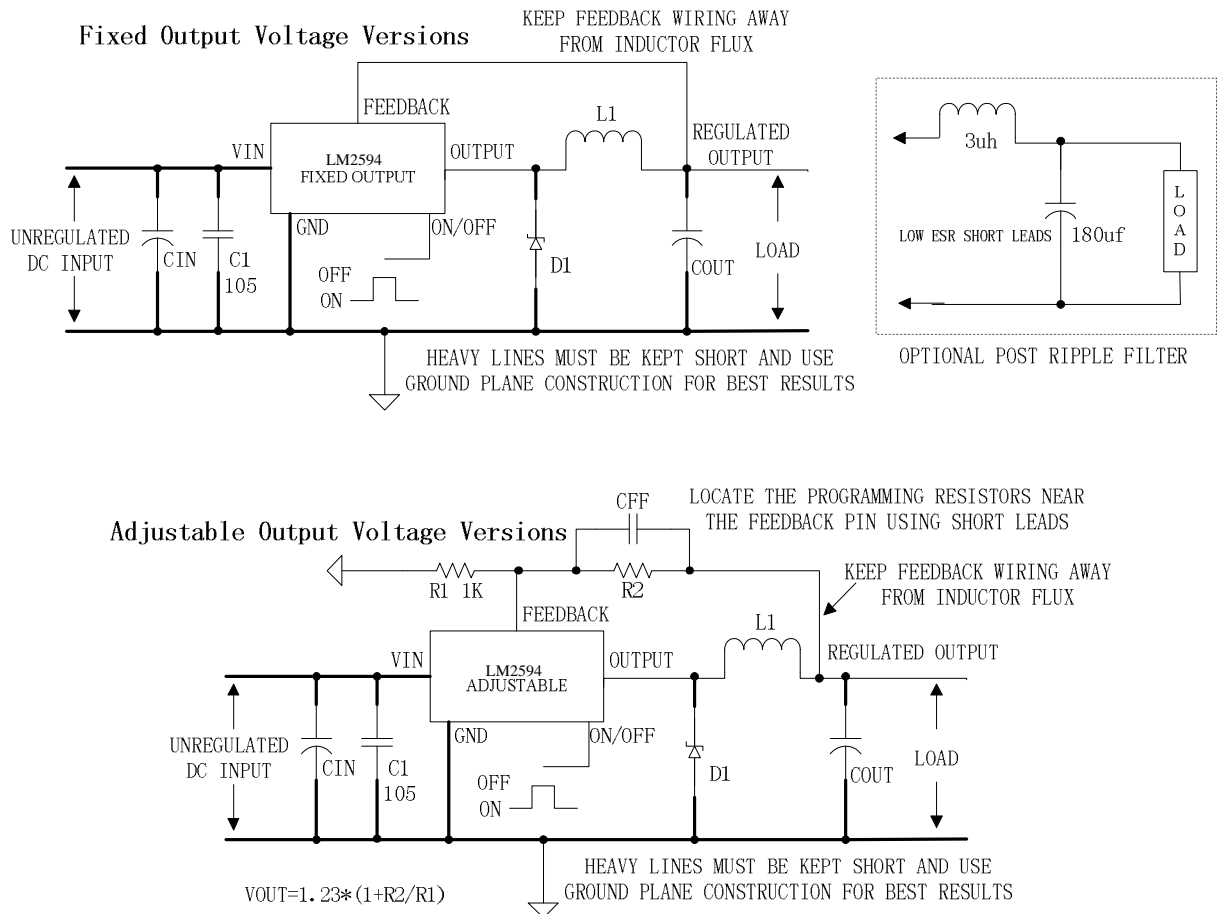 Fixed Output Voltage Versions
KEEP FEEDBACK WIRING AWAY
FROM INDUCTOR FLUX
FEEDBACK
L1
VIN
LM2594
FIXED OUTPUT
OUTPUT
REGULATED
OUTPUT
GND
ON/OFF
UNREGULATED
DC INPUT
CIN
C1
105
OFF
ON
D1
COUT
LOAD
HEAVY LINES MUST BE KEPT SHORT AND USE
GROUND PLANE CONSTRUCTION FOR BEST RESULTS
3uh
LOW ESR SHORT LEADS
180uf
LOAD
OPTIONAL POST RIPPLE FILTER
Adjustable Output Voltage Versions
CFF
LOCATE THE PROGRAMMING RESISTORS NEAR
THE FEEDBACK PIN USING SHORT LEADS
R1 1K
R2
KEEP FEEDBACK WIRING AWAY
FROM INDUCTOR FLUX
FEEDBACK
L1
VIN
LM2594
ADJUSTABLE
OUTPUT
REGULATED OUTPUT
GND
ON/OFF
UNREGULATED
DC INPUT
CIN
C1
105
OFF
ON
D1
COUT
LOAD
HEAVY LINES MUST BE KEPT SHORT AND USE
GROUND PLANE CONSTRUCTION FOR BEST RESULTS
VOUT=1.23*(1+R2/R1)